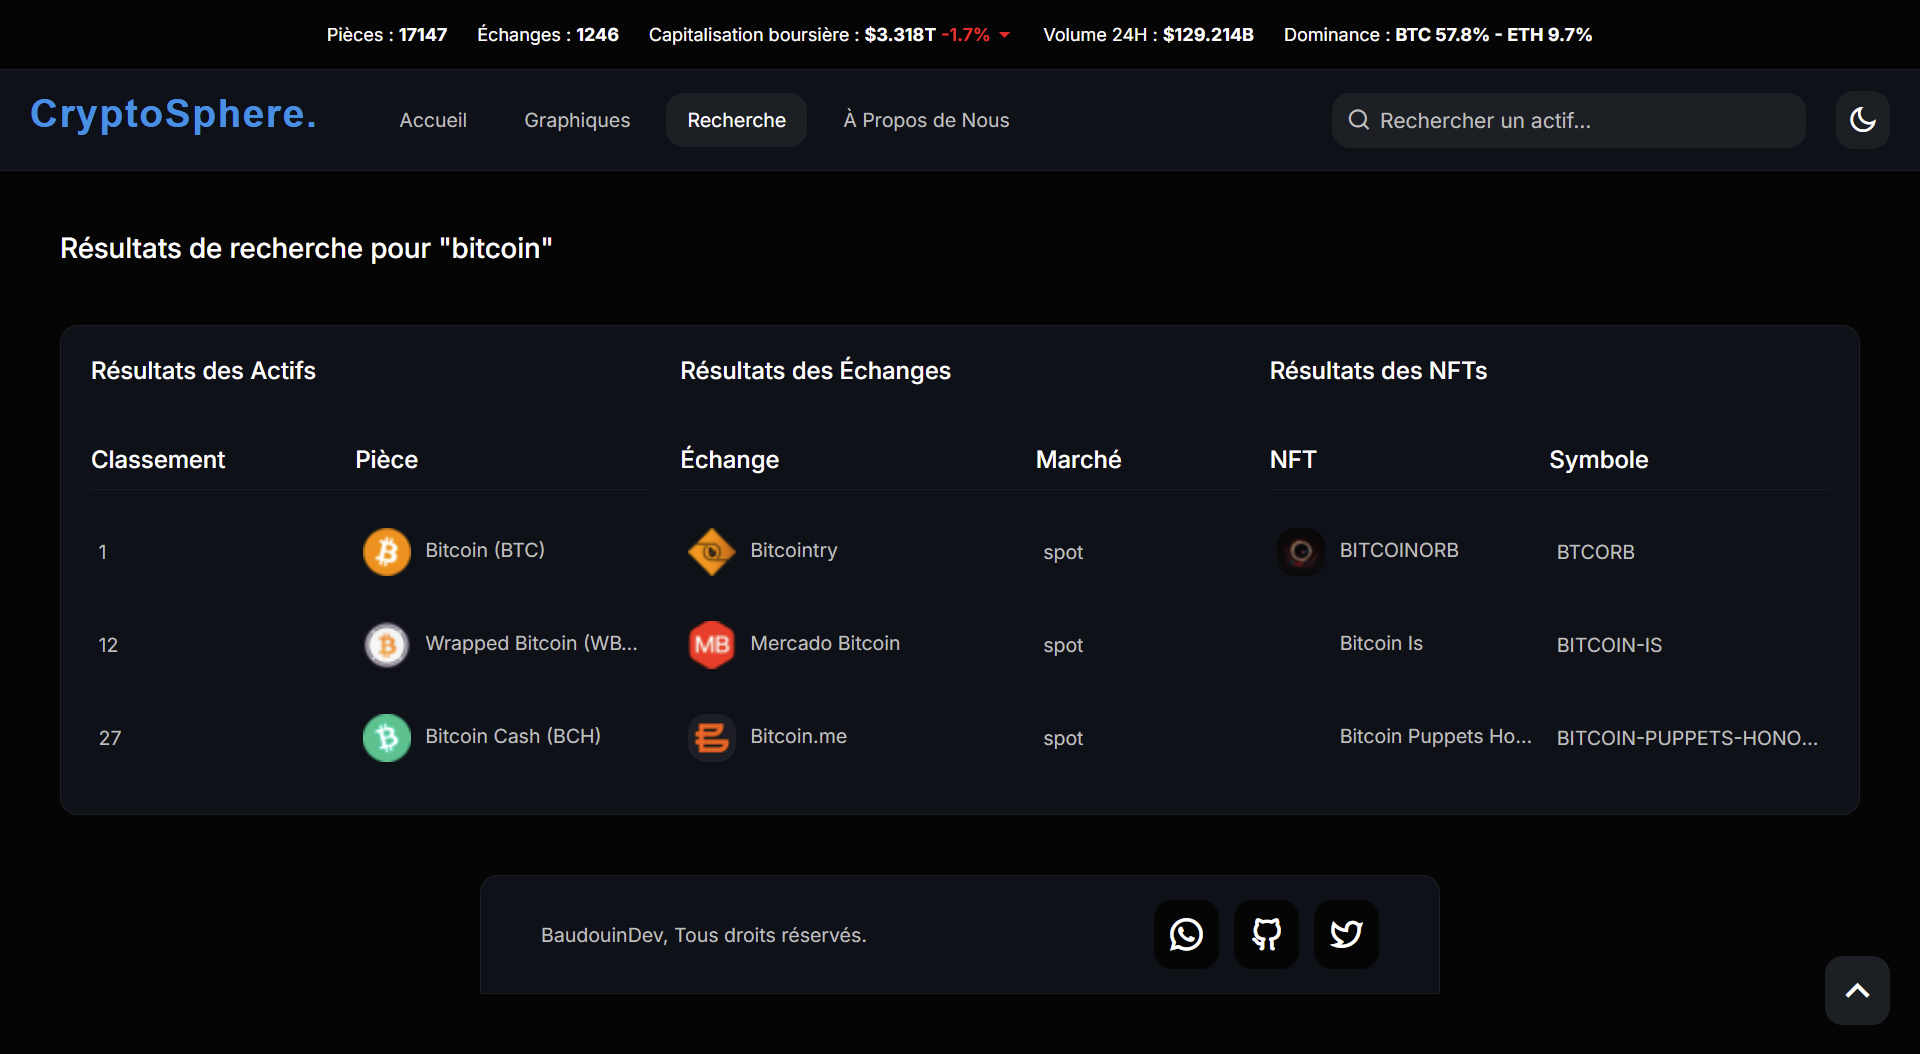 Pièces : 17147 Échanges : 1246 Capitalisation boursière : $3.318T -1.7% Volume 24H : $129.214B Dominance : BTC 57.8% - ETH 9.7%
CryptoSphere. Accueil Graphiques Recherche À Propos de Nous Rechercher un actif...
Résultats de recherche pour "bitcoin"
Résultats des Actifs Résultats des Échanges Résultats des NFTs
Classement Pièce Échange Marché NFT Symbole
1 Bitcoin (BTC) Bitcointry spot BITCOINORB BTCORB
12 Wrapped Bitcoin (WB... MB Mercado Bitcoin spot Bitcoin Is BITCOIN-IS
27 Bitcoin Cash (BCH) Bitcoin.me spot Bitcoin Puppets Ho... BITCOIN-PUPPETS-HONO...
BaudouinDev, Tous droits réservés.